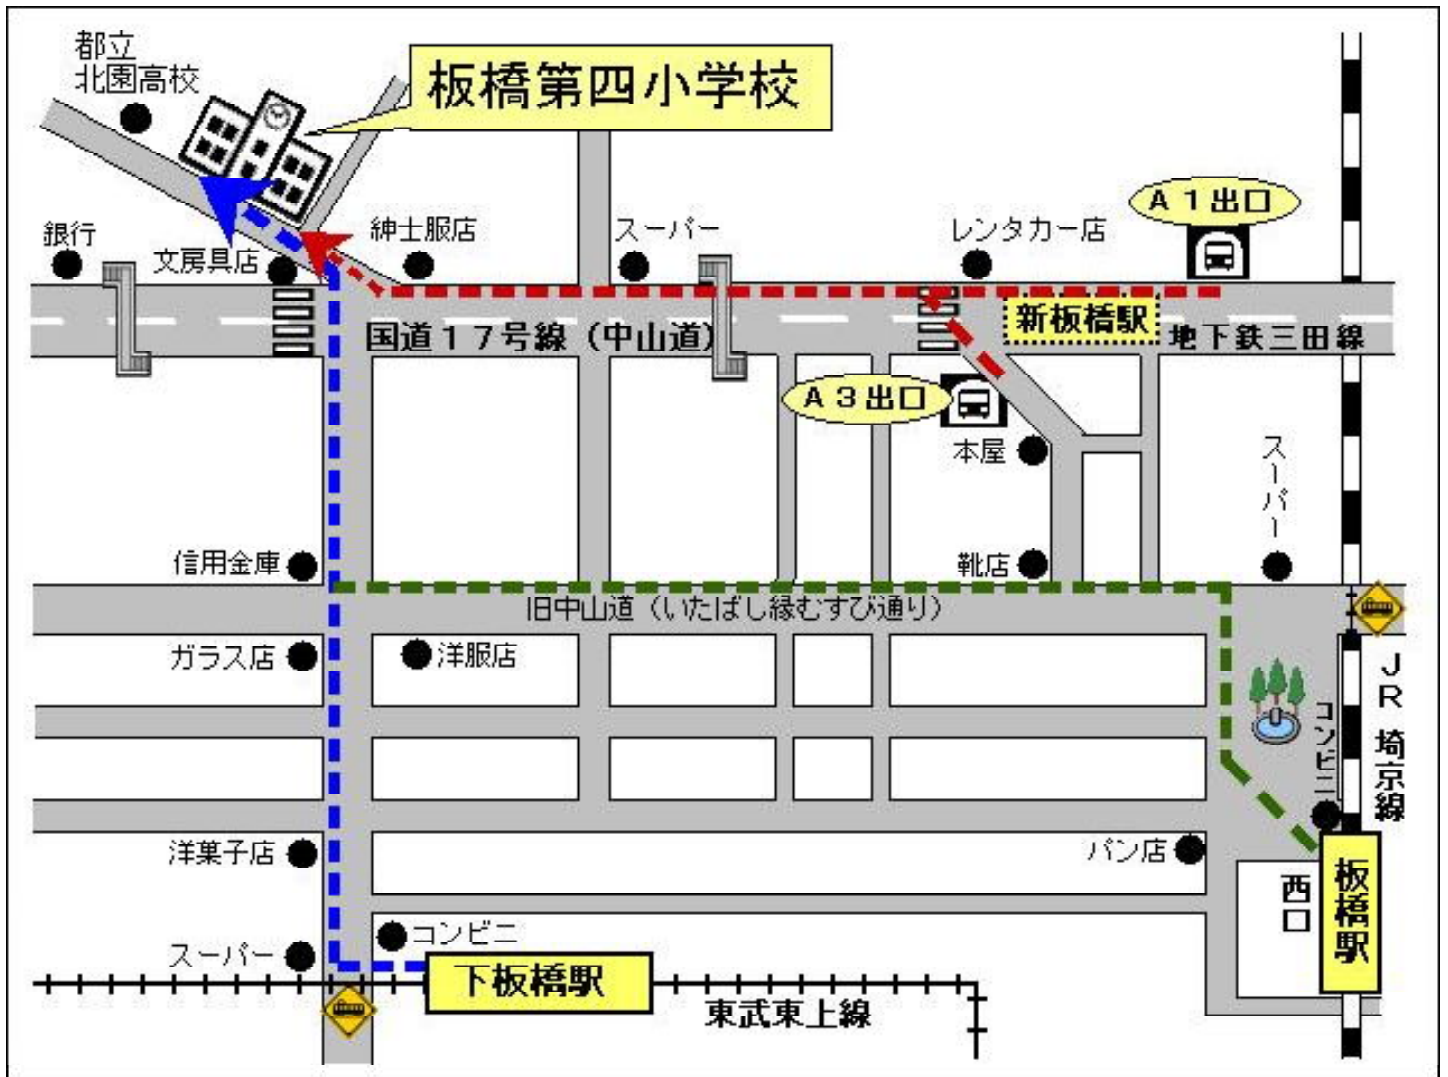 都立
北園高校
板橋第四小学校
A1出口
銀行
文房具店
紳士服店
スーパー
レンタカー店
国道17号線(中山道)
新板橋駅
地下鉄三田線
A3出口
本屋
スーパー
信用金庫
靴店
旧中山道(いたばし縁むすび通り)
ガラス店
洋服店
JR埼京線
コンビニ
洋菓子店
パン店
西口
板橋駅
スーパー
コンビニ
下板橋駅
東武東上線